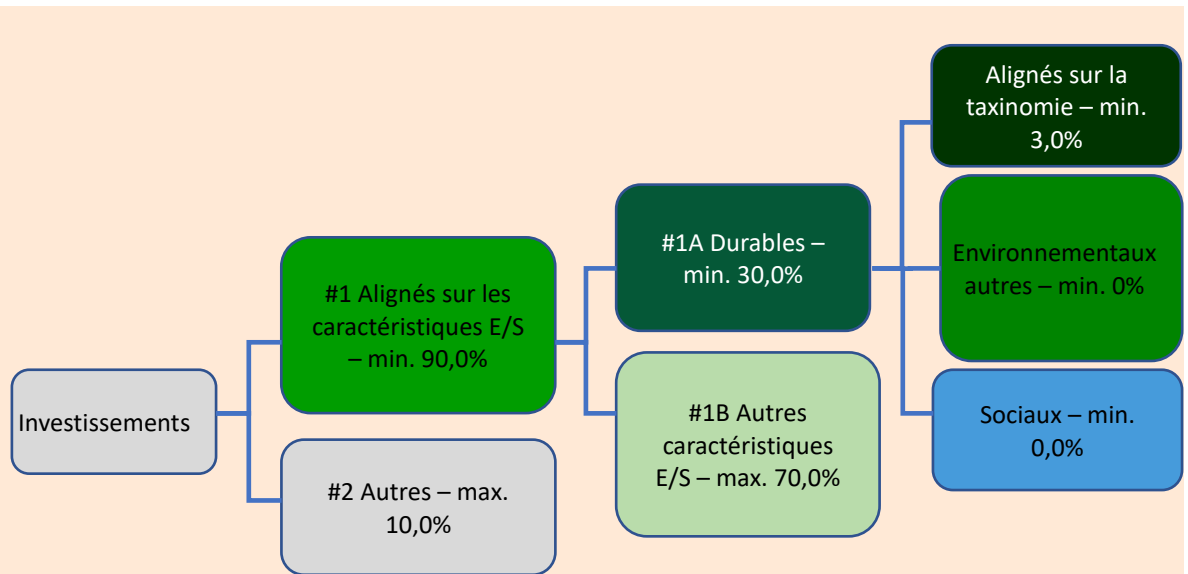 Investissements
#1 Alignés sur les
caractéristiques E/S
– min. 90,0%
#2 Autres – max.
10,0%
#1A Durables –
min. 30,0%
#1B Autres
caractéristiques
E/S – max. 70,0%
Alignés sur la
taxinomie – min.
3,0%
Environnementaux
autres – min. 0%
Sociaux – min.
0,0%